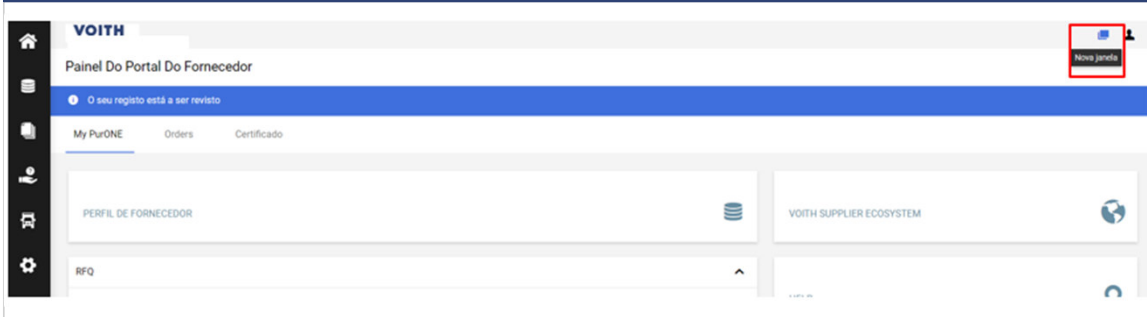 VOITH
Nova janela
Painel Do Portal Do Fornecedor
O seu registo está a ser revisto
My PurONE Orders Certificado
PERFIL DE FORNECEDOR
VOITH SUPPLIER ECOSYSTEM
RFQ